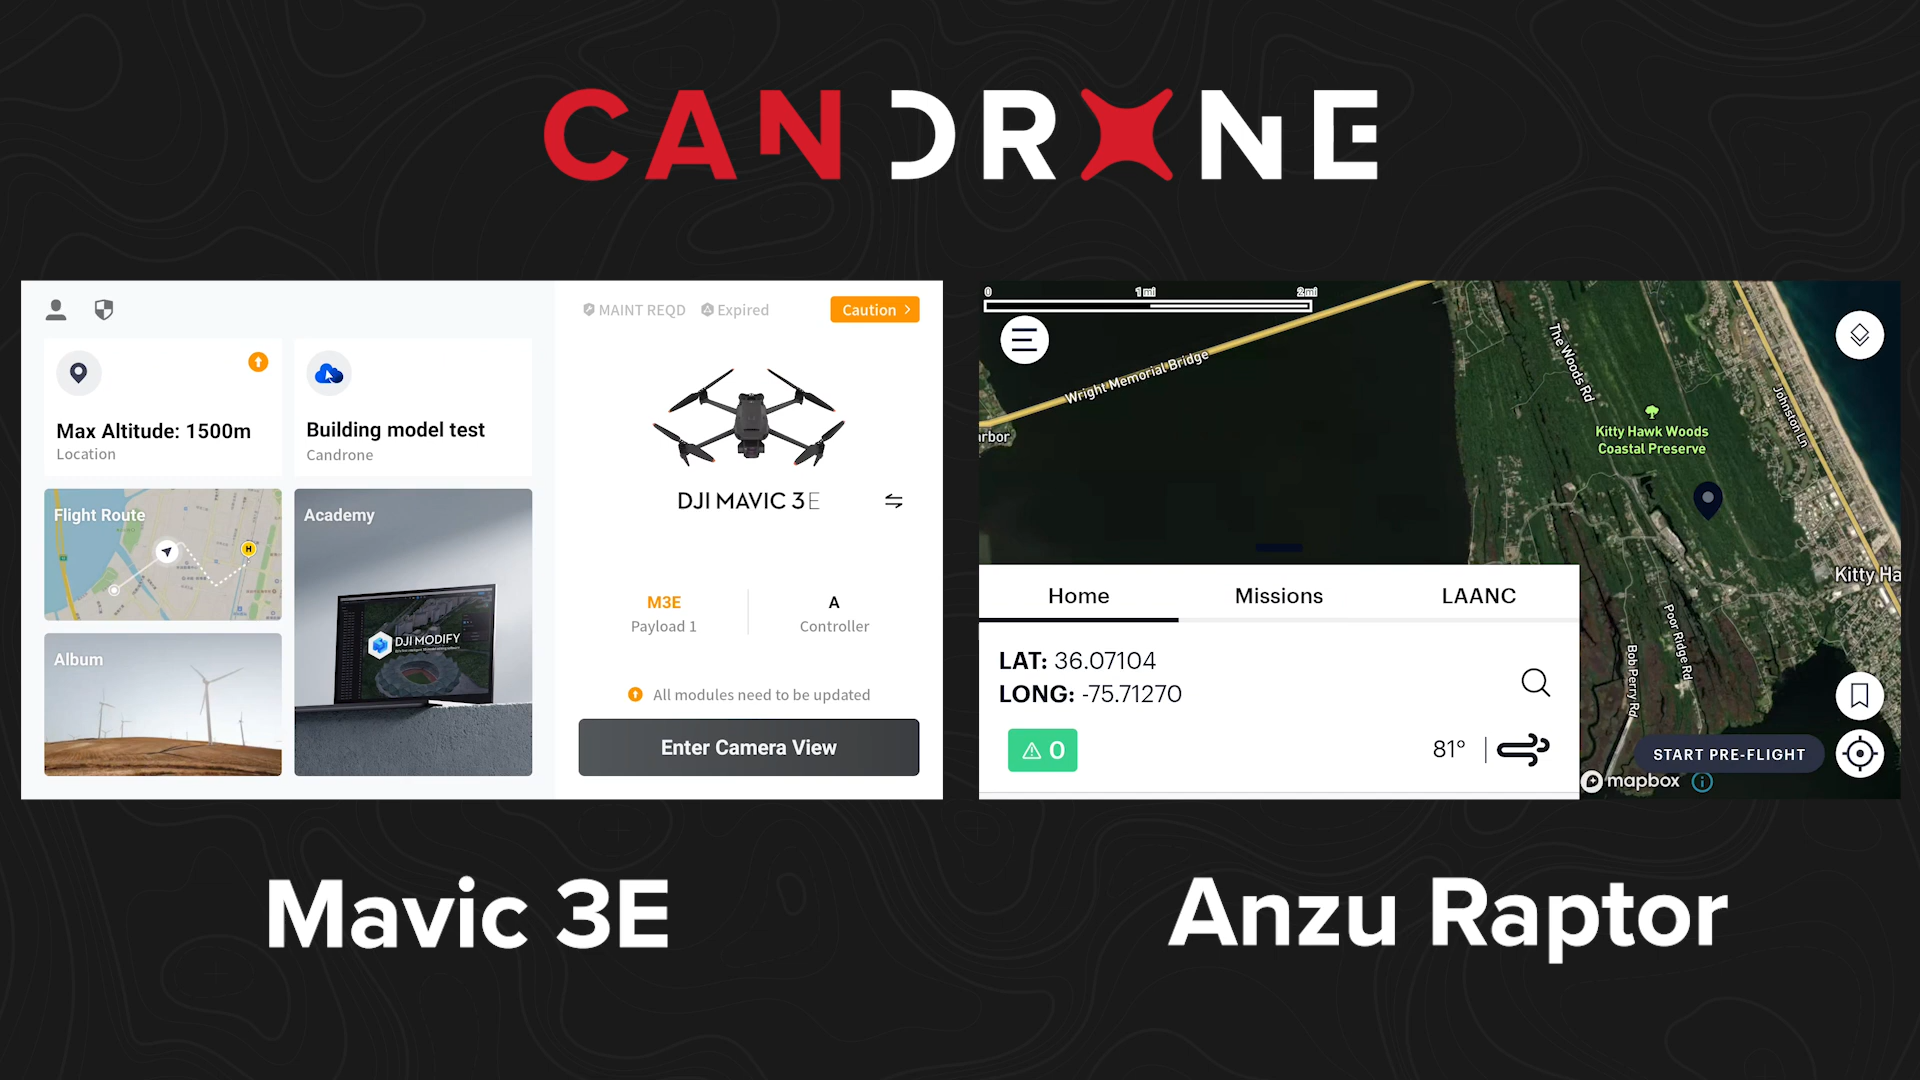 CANDRONE
MAINT REQD
Expired
Caution
Max Altitude: 1500m
Location
Building model test
Candrone
Flight Route
H
Academy
DJI MODIFY
Album
DJI MAVIC 3E
M3E
Payload 1
A
Controller
All modules need to be updated
Enter Camera View
0
1 mi
2 mi
Wright Memorial Bridge
The Woods Rd
Johnston Ln
arbor
Kitty Hawk Woods
Coastal Preserve
Kitty Ha
Poor Ridge Rd
Bob Perry Rd
Home
Missions
LAANC
LAT: 36.07104
LONG: -75.71270
0
81°
START PRE-FLIGHT
mapbox
Mavic 3E
Anzu Raptor